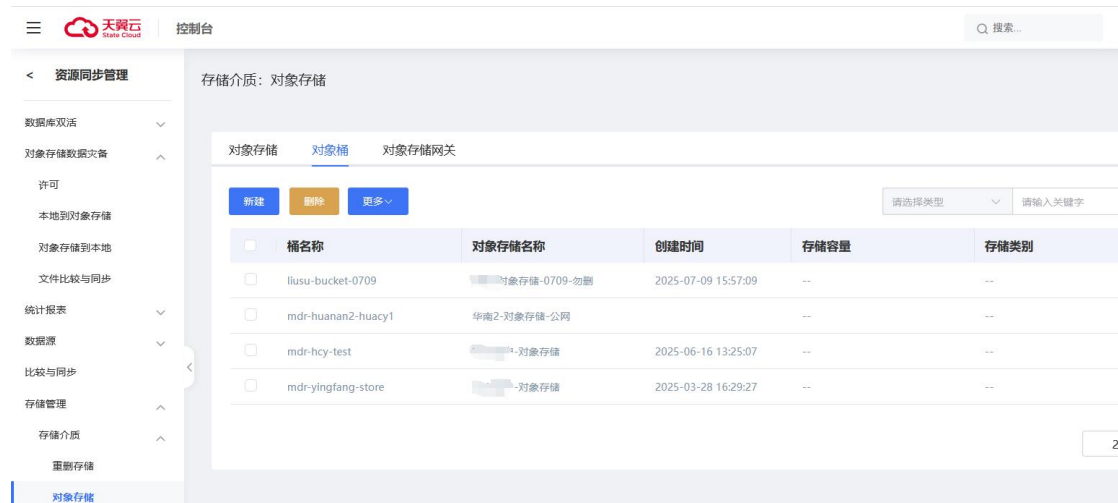 天翼云
State Cloud
控制台
搜索...
< 资源同步管理
存储介质：对象存储
数据库双活
对象存储数据灾备
许可
本地到对象存储
对象存储到本地
文件比较与同步
统计报表
数据源
比较与同步
存储管理
存储介质
重删存储
对象存储
对象存储 对象桶 对象存储网关
新建 删除 更多 请选择类型 请输入关键字
桶名称 对象存储名称 创建时间 存储容量 存储类别
liusu-bucket-0709 对象存储-0709-勿删 2025-07-09 15:57:09 -- --
mdr-huanan2-huacy1 华南2-对象存储-公网 -- --
mdr-hcy-test -对象存储 2025-06-16 13:25:07 -- --
mdr-yingfang-store -对象存储 2025-03-28 16:29:27 -- --
2